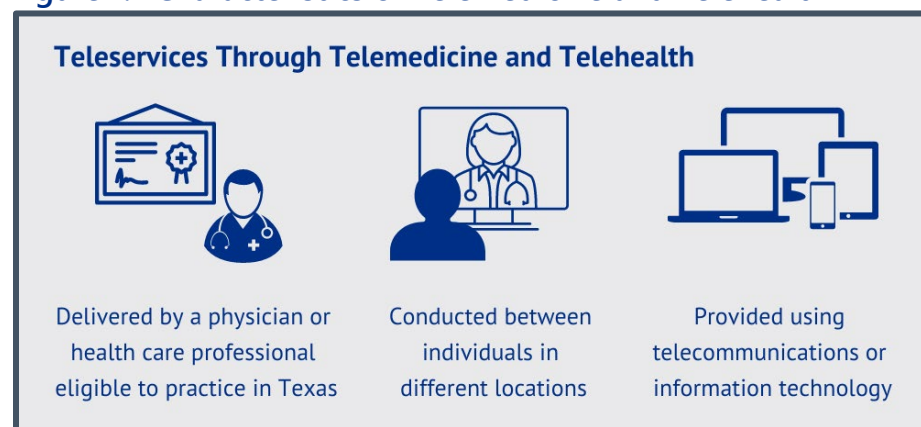 Teleservices Through Telemedicine and Telehealth
Delivered by a physician or
health care professional
eligible to practice in Texas
Conducted between
individuals in
different locations
Provided using
telecommunications or
information technology